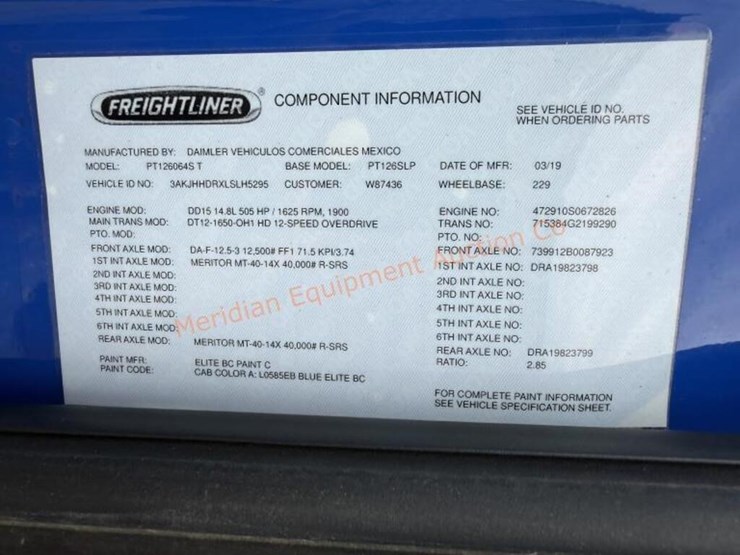 FREIGHTLINER ® COMPONENT INFORMATION
SEE VEHICLE ID NO.
WHEN ORDERING PARTS
MANUFACTURED BY: DAIMLER VEHICULOS COMERCIALES MEXICO
MODEL: PT126064S T BASE MODEL: PT126SLP DATE OF MFR: 03/19
VEHICLE ID NO: 3AKJHHDRXLSLH5295 CUSTOMER: W87436 WHEELBASE: 229
ENGINE MOD: DD15 14.8L 505 HP / 1625 RPM, 1900 ENGINE NO: 472910S0672826
MAIN TRANS MOD: DT12-1650-OH1 HD 12-SPEED OVERDRIVE TRANS NO: 715384G2199290
PTO. MOD: PTO. NO:
FRONT AXLE MOD: DA-F-12.5-3 12,500# FF1 71.5 KPI/3.74 FRONT AXLE NO: 739912B0087923
1ST INT AXLE MOD: MERITOR MT-40-14X 40,000# R-SRS 1ST INT AXLE NO: DRA19823798
2ND INT AXLE MOD: 2ND INT AXLE NO:
3RD INT AXLE MOD: 3RD INT AXLE NO:
4TH INT AXLE MOD: 4TH INT AXLE NO:
5TH INT AXLE MOD: 5TH INT AXLE NO:
6TH INT AXLE MOD: 6TH INT AXLE NO:
REAR AXLE MOD: MERITOR MT-40-14X 40,000# R-SRS REAR AXLE NO: DRA19823799
RATIO: 2.85
PAINT MFR: ELITE BC PAINT C
PAINT CODE: CAB COLOR A: L0585EB BLUE ELITE BC
FOR COMPLETE PAINT INFORMATION
SEE VEHICLE SPECIFICATION SHEET.
Meridian Equipment Auction Co